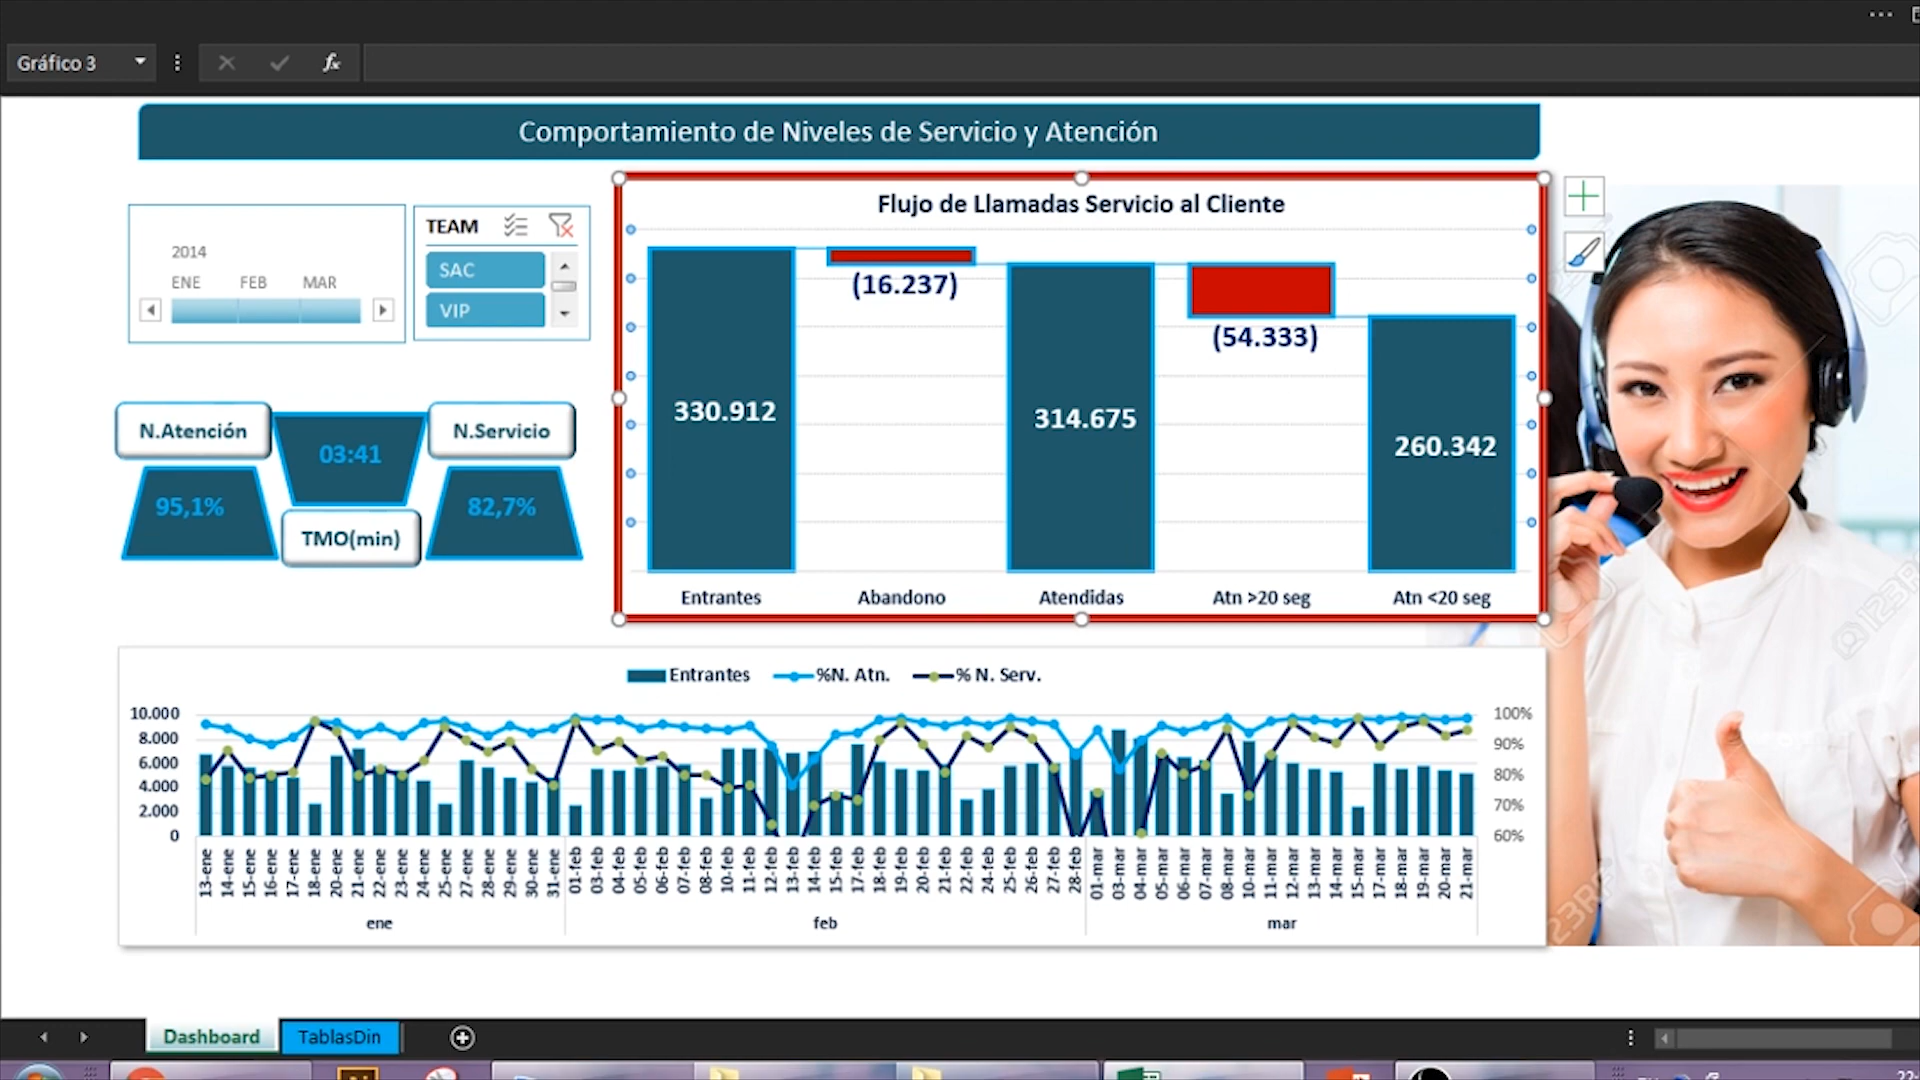 Gráfico 3
fx
Comportamiento de Niveles de Servicio y Atención
2014
ENE FEB MAR
TEAM
SAC
VIP
N.Atención
03:41
N.Servicio
95,1%
TMO(min)
82,7%
Flujo de Llamadas Servicio al Cliente
330.912
(16.237)
314.675
(54.333)
260.342
Entrantes Abandono Atendidas Atn >20 seg Atn <20 seg
Entrantes %N. Atn. % N. Serv.
10.000
8.000
6.000
4.000
2.000
0
100%
90%
80%
70%
60%
13-ene 14-ene 15-ene 16-ene 17-ene 18-ene 20-ene 21-ene 22-ene 23-ene 24-ene 25-ene 27-ene 28-ene 29-ene 30-ene 31-ene 01-feb 03-feb 04-feb 05-feb 06-feb 07-feb 08-feb 10-feb 11-feb 12-feb 13-feb 14-feb 15-feb 17-feb 18-feb 19-feb 20-feb 21-feb 22-feb 24-feb 25-feb 26-feb 27-feb 28-feb 01-mar 03-mar 04-mar 05-mar 06-mar 07-mar 08-mar 10-mar 11-mar 12-mar 13-mar 14-mar 15-mar 17-mar 18-mar 19-mar 20-mar 21-mar
ene feb mar
123RF
Dashboard TablasDin